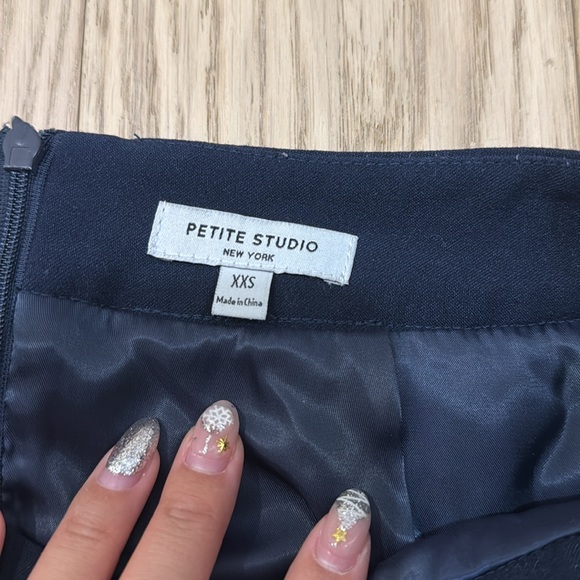 PETITE STUDIO
NEW YORK
XXS
Made in China